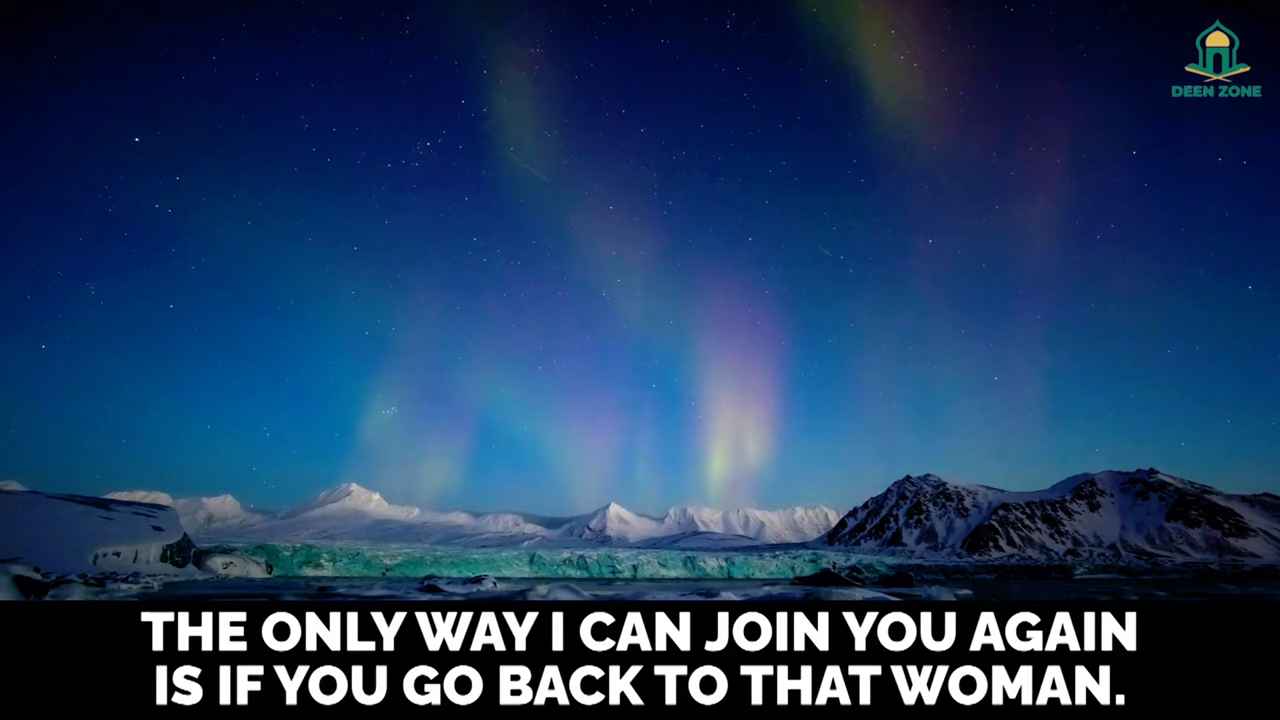 DEEN ZONE
THE ONLY WAY I CAN JOIN YOU AGAIN
IS IF YOU GO BACK TO THAT WOMAN.